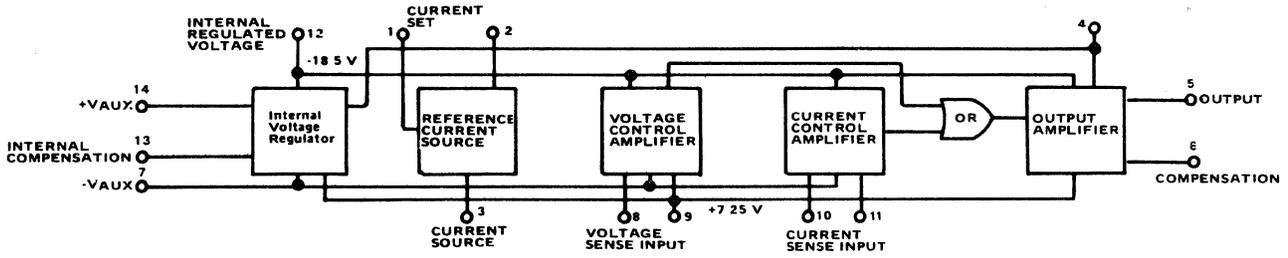 INTERNAL
REGULATED
VOLTAGE
12
CURRENT
SET
1
2
4
-18 5 V
14
+VAUX
13
INTERNAL
COMPENSATION
7
-VAUX
Internal
Voltage
Regulator
REFERENCE
CURRENT
SOURCE
VOLTAGE
CONTROL
AMPLIFIER
CURRENT
CONTROL
AMPLIFIER
OR
OUTPUT
AMPLIFIER
5
OUTPUT
6
COMPENSATION
3
CURRENT
SOURCE
8
9
VOLTAGE
SENSE INPUT
+7 25 V
10
11
CURRENT
SENSE INPUT